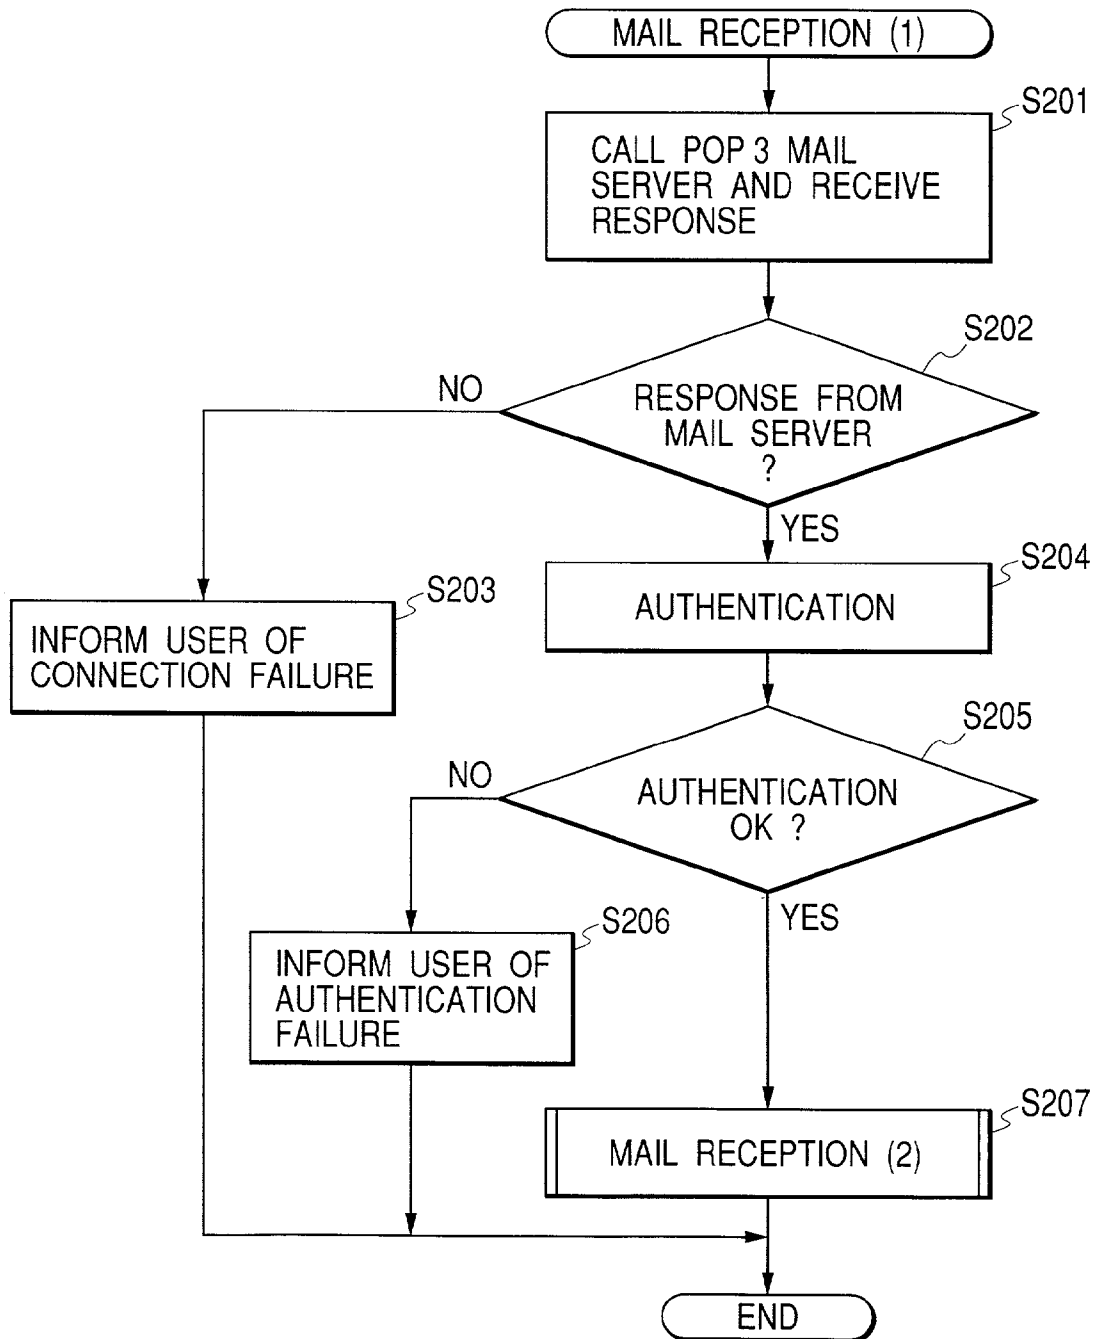 MAIL RECEPTION (1)
S201
CALL POP 3 MAIL
SERVER AND RECEIVE
RESPONSE
S202
NO
RESPONSE FROM
MAIL SERVER
?
YES
S204
S203
AUTHENTICATION
INFORM USER OF
CONNECTION FAILURE
S205
NO
AUTHENTICATION
OK ?
YES
S206
INFORM USER OF
AUTHENTICATION
FAILURE
S207
MAIL RECEPTION (2)
END